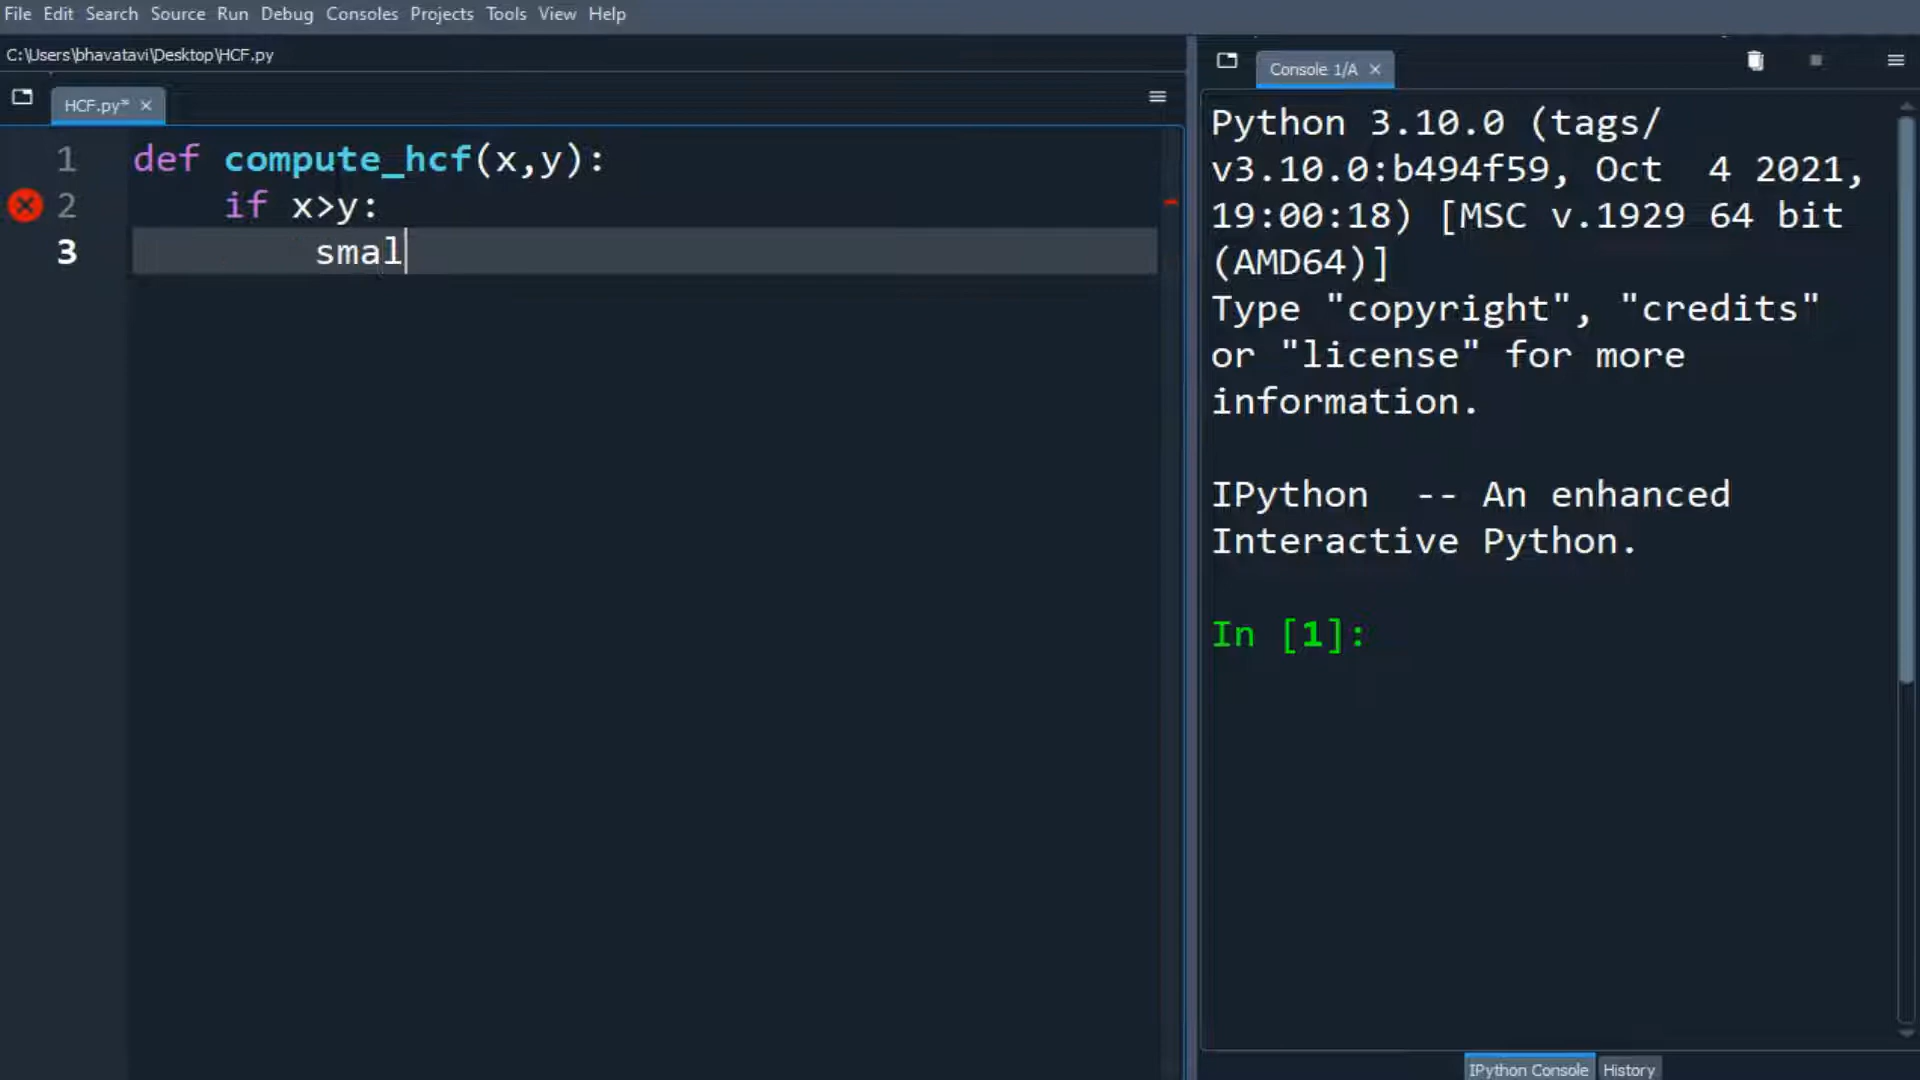 File Edit Search Source Run Debug Consoles Projects Tools View Help
C:\Users\bhavatavi\Desktop\HCF.py
HCF.py*
1 def compute_hcf(x,y):
2 if x>y:
3 smal
Console 1/A
Python 3.10.0 (tags/
v3.10.0:b494f59, Oct 4 2021,
19:00:18) [MSC v.1929 64 bit
(AMD64)]
Type "copyright", "credits"
or "license" for more
information.
IPython -- An enhanced
Interactive Python.
In [1]:
IPython Console History